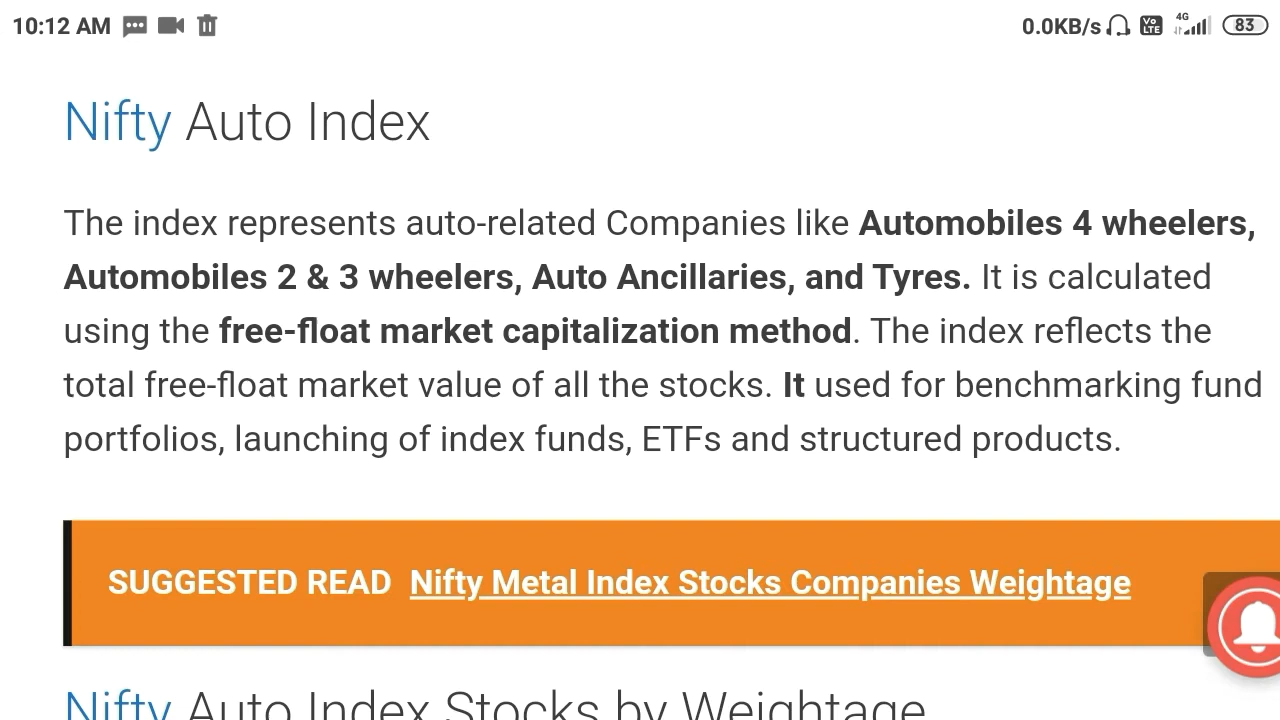 10:12 AM
0.0KB/s Vo LTE 4G 83
Nifty Auto Index
The index represents auto-related Companies like Automobiles 4 wheelers,
Automobiles 2 & 3 wheelers, Auto Ancillaries, and Tyres. It is calculated
using the free-float market capitalization method. The index reflects the
total free-float market value of all the stocks. It used for benchmarking fund
portfolios, launching of index funds, ETFs and structured products.
SUGGESTED READ Nifty Metal Index Stocks Companies Weightage
Nifty Auto Index Stocks by Weightage